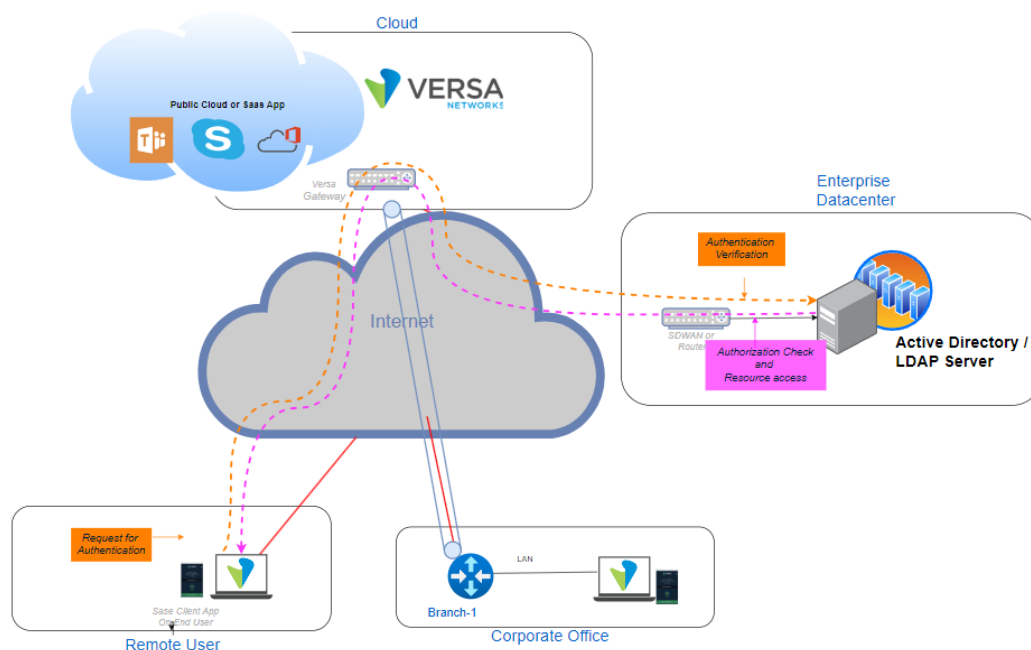 Cloud
Public Cloud or Saas App
VERSA
NETWORKS
Versa
Gateway
Enterprise
Datacenter
Authentication
Verification
Internet
SDWAN or
Router
Authorization Check
and
Resource access
Active Directory /
LDAP Server
Request for
Authentication
Sase Client App
On End User
Remote User
LAN
Branch-1
Corporate Office